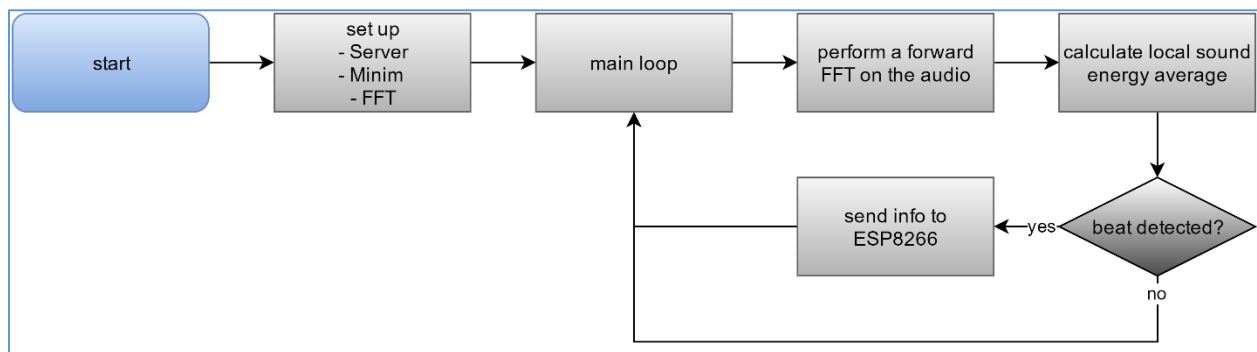 start
set up
- Server
- Minim
- FFT
main loop
perform a forward
FFT on the audio
calculate local sound
energy average
send info to
ESP8266
yes
beat detected?
no